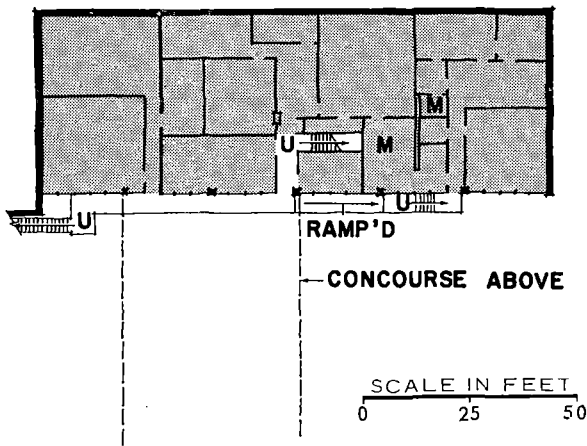 M
U
M
U
U
RAMP'D
CONCOURSE ABOVE
SCALE IN FEET
0 25 50